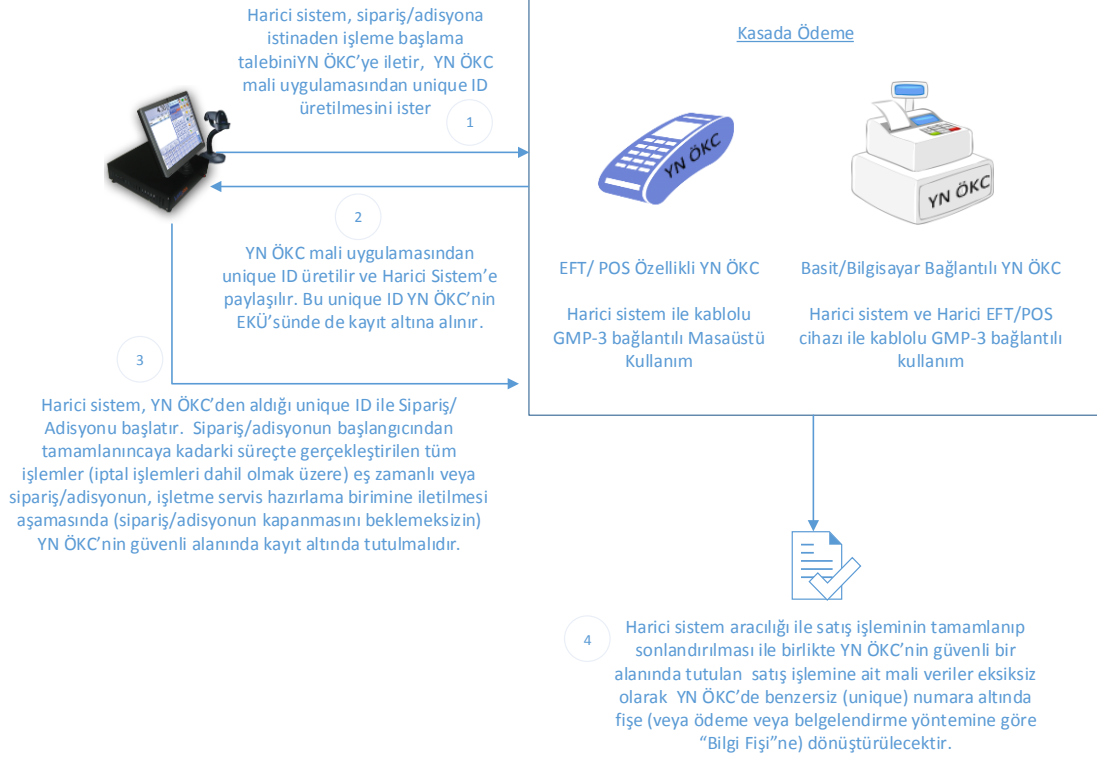 Harici sistem, sipariş/adisyona
istinaden işleme başlama
talebiniYN ÖKC’ye iletir, YN ÖKC
mali uygulamasından unique ID
üretilmesini ister
1
2
YN ÖKC mali uygulamasından
unique ID üretilir ve Harici Sistem’e
paylaşılır. Bu unique ID YN ÖKC’nin
EKÜ’sünde de kayıt altına alınır.
3
Harici sistem, YN ÖKC’den aldığı unique ID ile Sipariş/
Adisyonu başlatır. Sipariş/adisyonun başlangıcından
tamamlanıncaya kadarki süreçte gerçekleştirilen tüm
işlemler (iptal işlemleri dahil olmak üzere) eş zamanlı veya
sipariş/adisyonun, işletme servis hazırlama birimine iletilmesi
aşamasında (sipariş/adisyonun kapanmasını beklemeksizin)
YN ÖKC’nin güvenli alanında kayıt altında tutulmalıdır.
Kasada Ödeme
YN ÖKC
YN ÖKC
EFT/ POS Özellikli YN ÖKC
Harici sistem ile kablolu
GMP-3 bağlantılı Masaüstü
Kullanım
Basit/Bilgisayar Bağlantılı YN ÖKC
Harici sistem ve Harici EFT/POS
cihazı ile kablolu GMP-3 bağlantılı
kullanım
4
Harici sistem aracılığı ile satış işleminin tamamlanıp
sonlandırılması ile birlikte YN ÖKC’nin güvenli bir
alanında tutulan satış işlemine ait mali veriler eksiksiz
olarak YN ÖKC’de benzersiz (unique) numara altında
fişe (veya ödeme veya belgelendirme yöntemine göre
“Bilgi Fişi”ne) dönüştürülecektir.